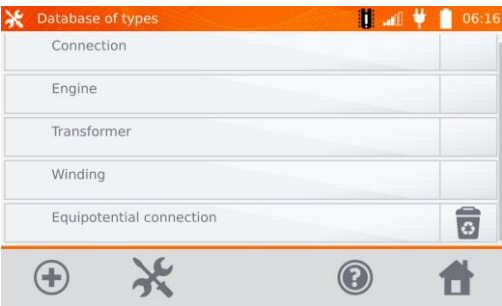 Database of types 06:16
Connection
Engine
Transformer
Winding
Equipotential connection